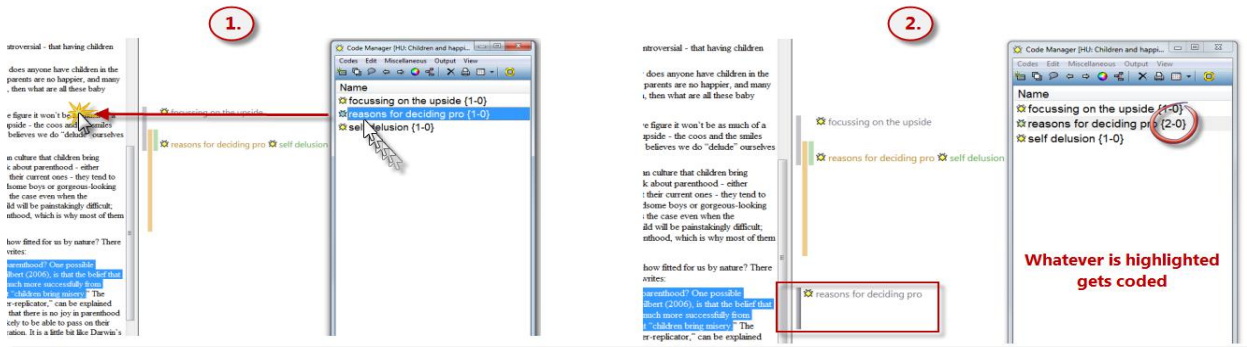 1.
ntroversial - that having children
does anyone have children in the
parents are no happier, and many
, then what are all these baby
e figure it won't be as much of a
upside - the coos and the smiles
believes we do "delude" ourselves
an culture that children bring
k about parenthood - either
their current ones - they tend to
dsome boys or gorgeous-looking
the case even when the
ild will be painstakingly difficult;
nthood, which is why most of them
how fitted for us by nature? There
writes:
parenthood? One possible
ilbert (2006), is that the belief that
much more successfully from
t "children bring misery." The
er-replicator," can be explained
that there is no joy in parenthood
kely to be able to pass on their
ration. It is a little bit like Darwin's
focussing on the upside
reasons for deciding pro self delusion
Code Manager [HU: Children and happi...
Codes Edit Miscellaneous Output View
Name
focussing on the upside {1-0}
reasons for deciding pro {1-0}
self delusion {1-0}
2.
ntroversial - that having children
does anyone have children in the
parents are no happier, and many
, then what are all these baby
e figure it won't be as much of a
upside - the coos and the smiles
believes we do "delude" ourselves
an culture that children bring
k about parenthood - either
their current ones - they tend to
dsome boys or gorgeous-looking
the case even when the
ild will be painstakingly difficult;
nthood, which is why most of them
how fitted for us by nature? There
writes:
parenthood? One possible
ilbert (2006), is that the belief that
much more successfully from
t "children bring misery." The
er-replicator," can be explained
focussing on the upside
reasons for deciding pro self delusion
reasons for deciding pro
Code Manager [HU: Children and happi...
Codes Edit Miscellaneous Output View
Name
focussing on the upside {1-0}
reasons for deciding pro {2-0}
self delusion {1-0}
Whatever is highlighted
gets coded